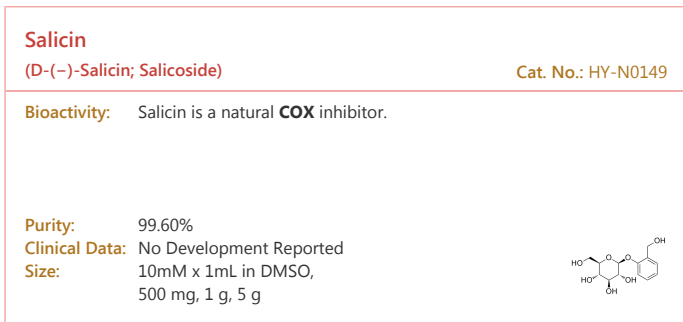 Salicin
(D-(−)-Salicin; Salicoside) Cat. No.: HY-N0149
Bioactivity: Salicin is a natural COX inhibitor.
Purity: 99.60%
Clinical Data: No Development Reported
Size: 10mM x 1mL in DMSO,
500 mg, 1 g, 5 g
OH
HO O O
HO OH
OH